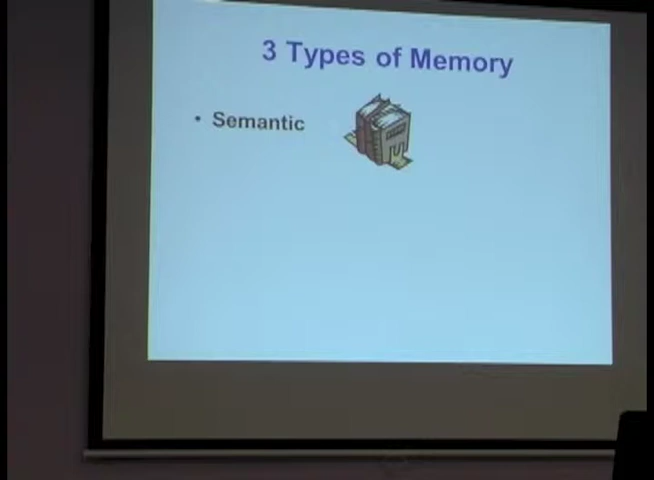 3 Types of Memory
• Semantic